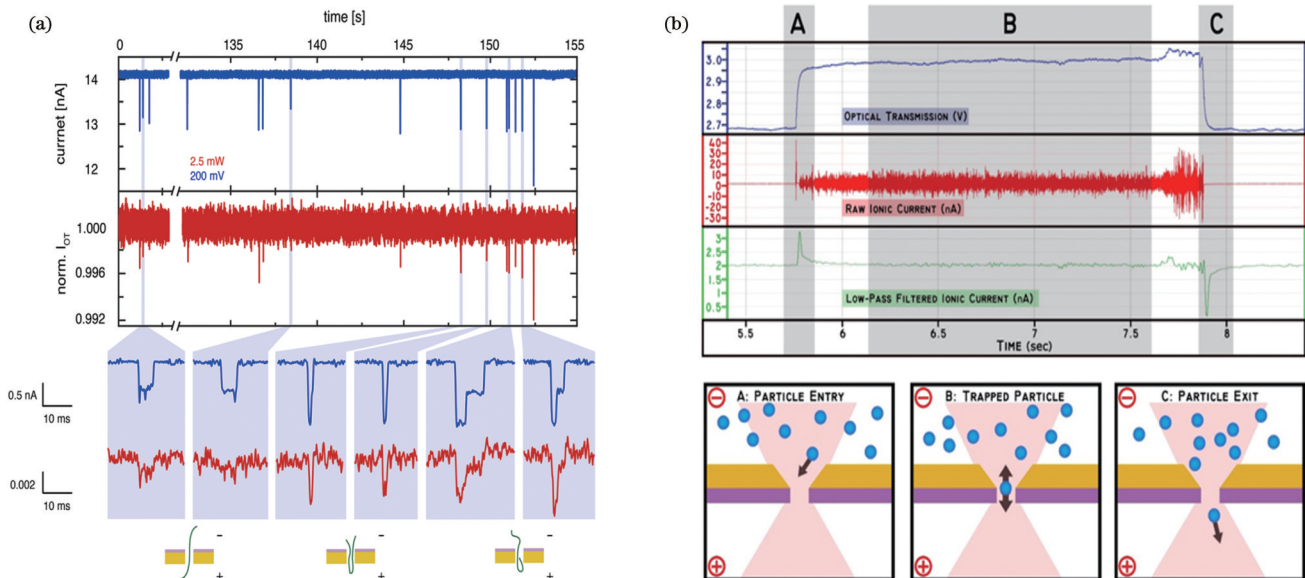 (a)
time [s]
0 135 140 145 150 155
14
13
12
currnet [nA]
2.5 mW
200 mV
1.000
0.996
0.992
norm. I_OT
0.5 nA
10 ms
0.002
10 ms
- - -
+ + +
(b)
A B C
3.0
2.9
2.8
2.7
OPTICAL TRANSMISSION (V)
40
30
20
10
0
-10
-20
-30
RAW IONIC CURRENT (nA)
3
2.5
2
1.5
1
0.5
LOW-PASS FILTERED IONIC CURRENT (nA)
5.5 6 6.5 7 7.5 8
TIME (sec)
A: PARTICLE ENTRY
B: TRAPPED PARTICLE
C: PARTICLE EXIT
- - -
+ + +